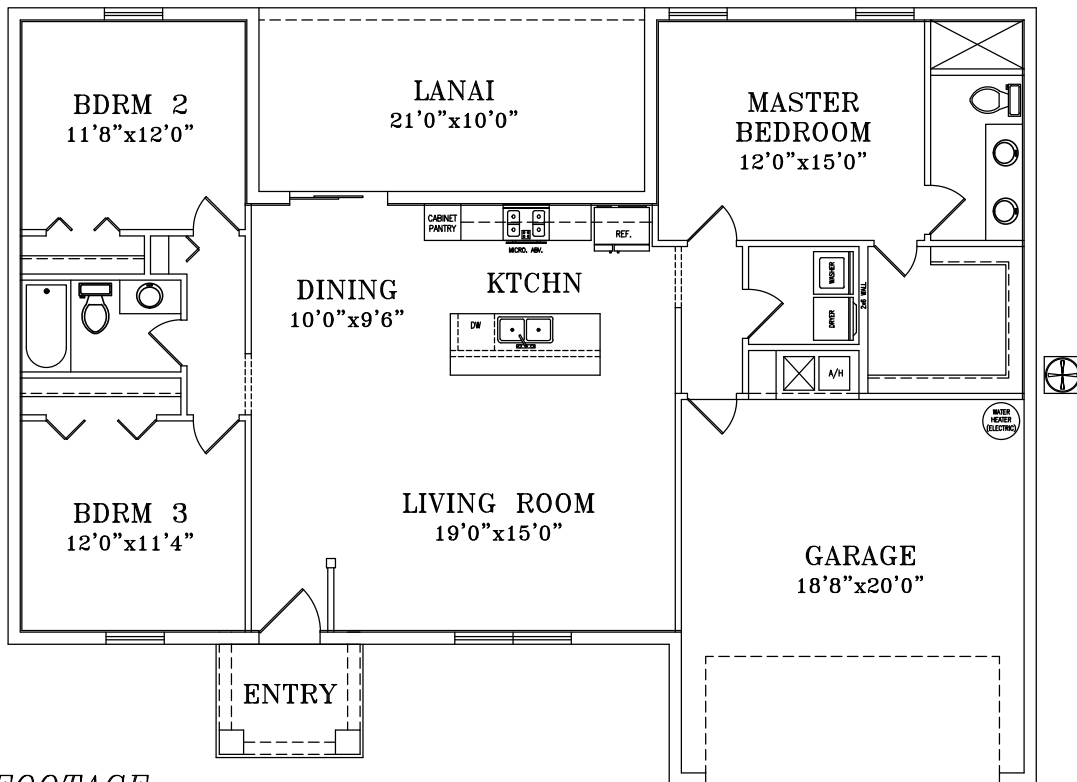 BDRM 2
11'8"x12'0"
LANAI
21'0"x10'0"
MASTER
BEDROOM
12'0"x15'0"
CABINET
PANTRY
MICRO. ABV.
REF.
DINING
10'0"x9'6"
KTCHN
DW
WASHER
DRYER
2x6 WALL
A/H
WATER
HEATER
(ELECTRIC)
BDRM 3
12'0"x11'4"
LIVING ROOM
19'0"x15'0"
GARAGE
18'8"x20'0"
ENTRY
FOOTAGE